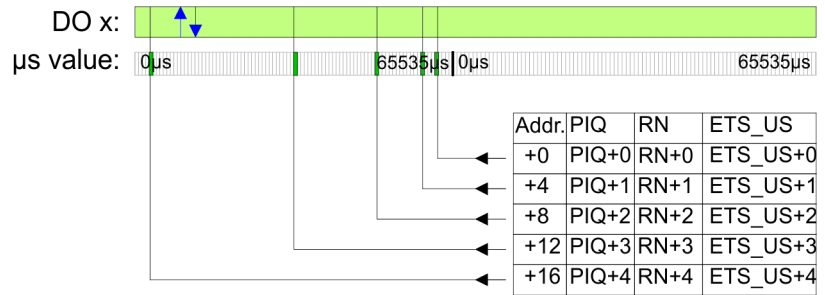 DO x:
µs value: 0µs 65535µs 0µs 65535µs
Addr. PIQ RN ETS_US
+0 PIQ+0 RN+0 ETS_US+0
+4 PIQ+1 RN+1 ETS_US+1
+8 PIQ+2 RN+2 ETS_US+2
+12 PIQ+3 RN+3 ETS_US+3
+16 PIQ+4 RN+4 ETS_US+4